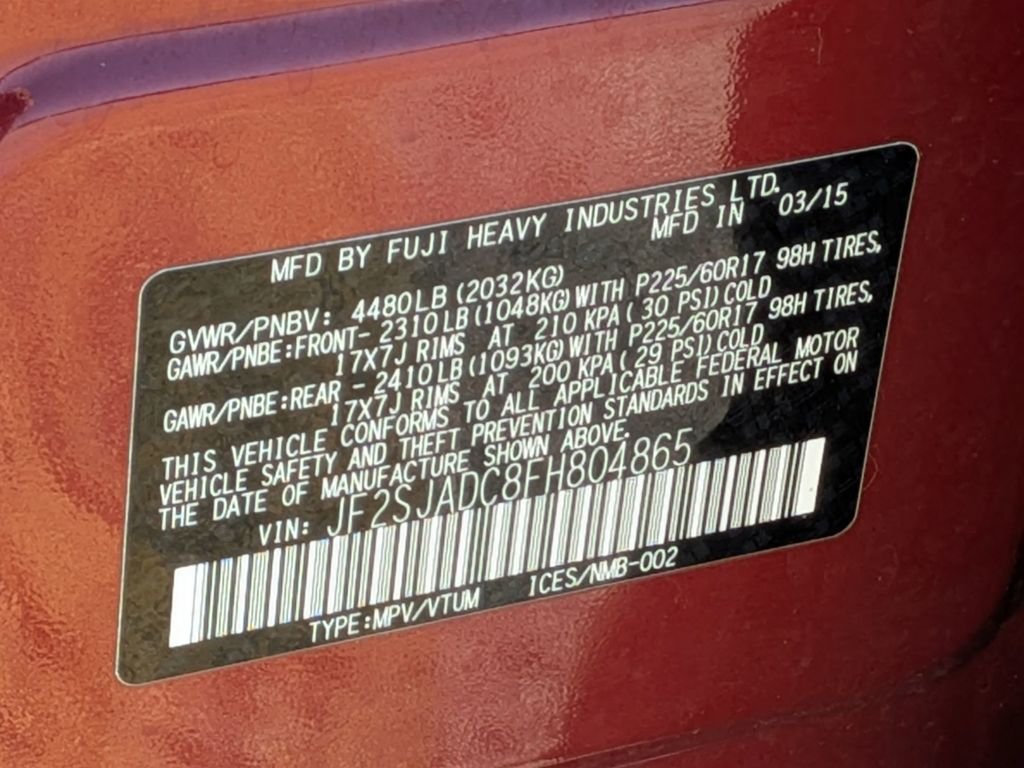 MFD BY FUJI HEAVY INDUSTRIES LTD.
MFD IN 03/15
GVWR/PNBV: 4480LB (2032KG)
GAWR/PNBE:FRONT- 2310LB (1048KG) WITH P225/60R17 98H TIRES,
17X7J RIMS AT 210 KPA ( 30 PSI) COLD
GAWR/PNBE:REAR - 2410LB (1093KG) WITH P225/60R17 98H TIRES,
17X7J RIMS AT 200 KPA ( 29 PSI) COLD
THIS VEHICLE CONFORMS TO ALL APPLICABLE FEDERAL MOTOR
VEHICLE SAFETY AND THEFT PREVENTION STANDARDS IN EFFECT ON
THE DATE OF MANUFACTURE SHOWN ABOVE.
VIN: JF2SJADC8FH804865
TYPE:MPV/VTUM ICES/NMB-002